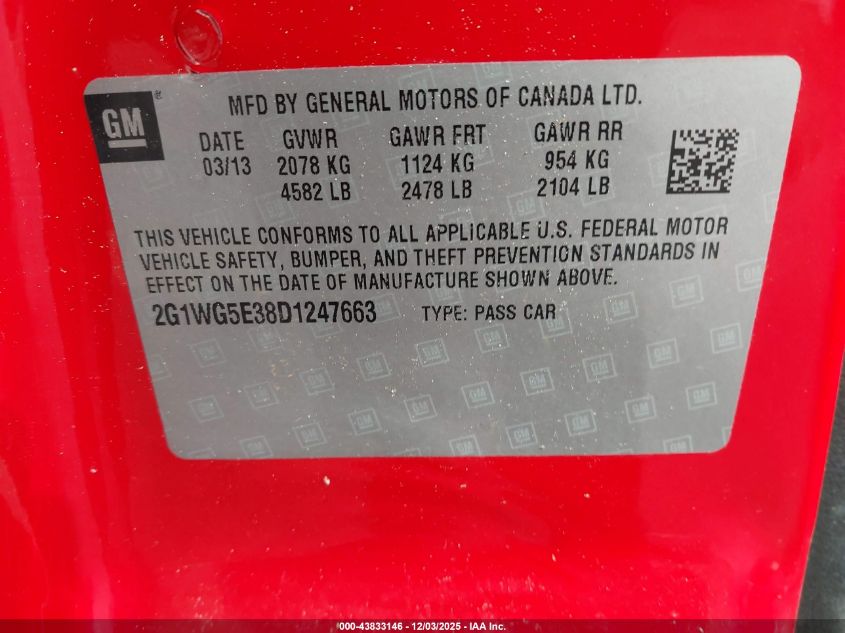 GM
MFD BY GENERAL MOTORS OF CANADA LTD.
DATE GVWR GAWR FRT GAWR RR
03/13 2078 KG 1124 KG 954 KG
4582 LB 2478 LB 2104 LB
THIS VEHICLE CONFORMS TO ALL APPLICABLE U.S. FEDERAL MOTOR
VEHICLE SAFETY, BUMPER, AND THEFT PREVENTION STANDARDS IN
EFFECT ON THE DATE OF MANUFACTURE SHOWN ABOVE.
2G1WG5E38D1247663 TYPE: PASS CAR
000-43833146 - 12/03/2025 - IAA Inc.